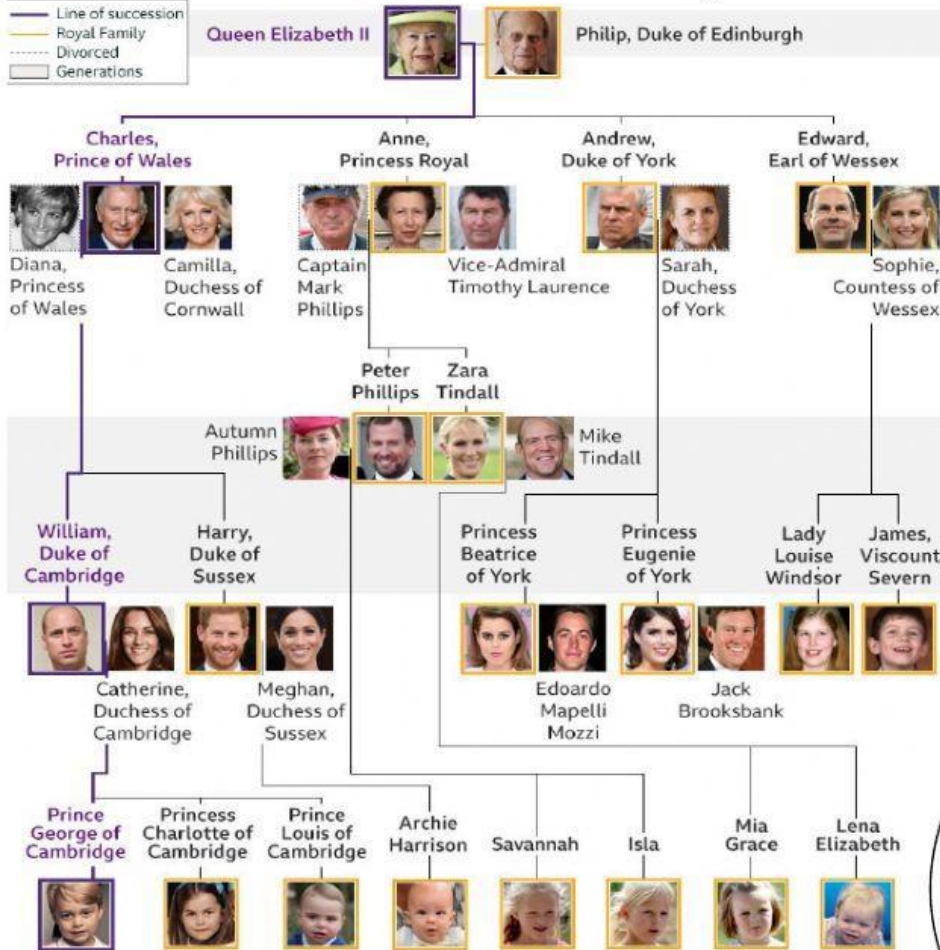 Line of succession
Royal Family
Divorced
Generations
Queen Elizabeth II
Philip, Duke of Edinburgh
Charles,
Prince of Wales
Anne,
Princess Royal
Andrew,
Duke of York
Edward,
Earl of Wessex
Diana,
Princess
of Wales
Camilla,
Duchess of
Cornwall
Captain
Mark
Phillips
Vice-Admiral
Timothy Laurence
Sarah,
Duchess
of York
Sophie,
Countess of
Wessex
Peter
Phillips
Zara
Tindall
Autumn
Phillips
Mike
Tindall
William,
Duke of
Cambridge
Harry,
Duke of
Sussex
Princess
Beatrice
of York
Princess
Eugenie
of York
Lady
Louise
Windsor
James,
Viscount
Severn
Catherine,
Duchess of
Cambridge
Meghan,
Duchess of
Sussex
Edoardo
Mapelli
Mozzi
Jack
Brooksbank
Prince
George of
Cambridge
Princess
Charlotte of
Cambridge
Prince
Louis of
Cambridge
Archie
Harrison
Savannah
Isla
Mia
Grace
Lena
Elizabeth